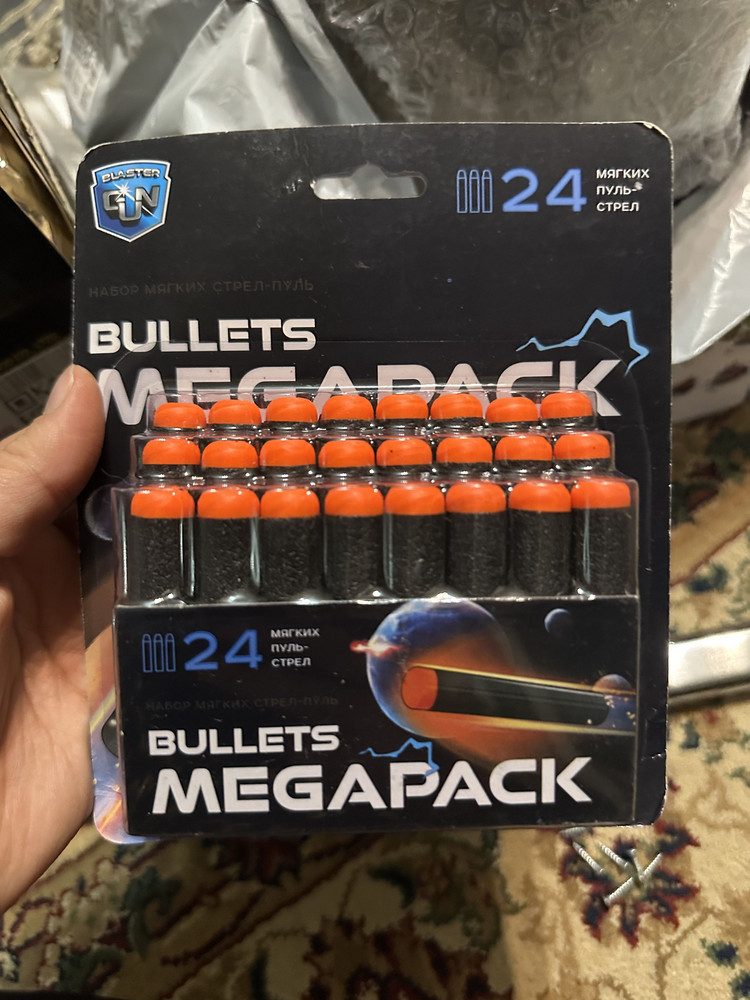 BLASTER
GUN
24
МЯГКИХ
ПУЛЬ-
СТРЕЛ
НАБОР МЯГКИХ СТРЕЛ-ПУЛЬ
BULLETS
MEGAPACK
24
МЯГКИХ
ПУЛЬ-
СТРЕЛ
НАБОР МЯГКИХ СТРЕЛ-ПУЛЬ
BULLETS
MEGAPACK